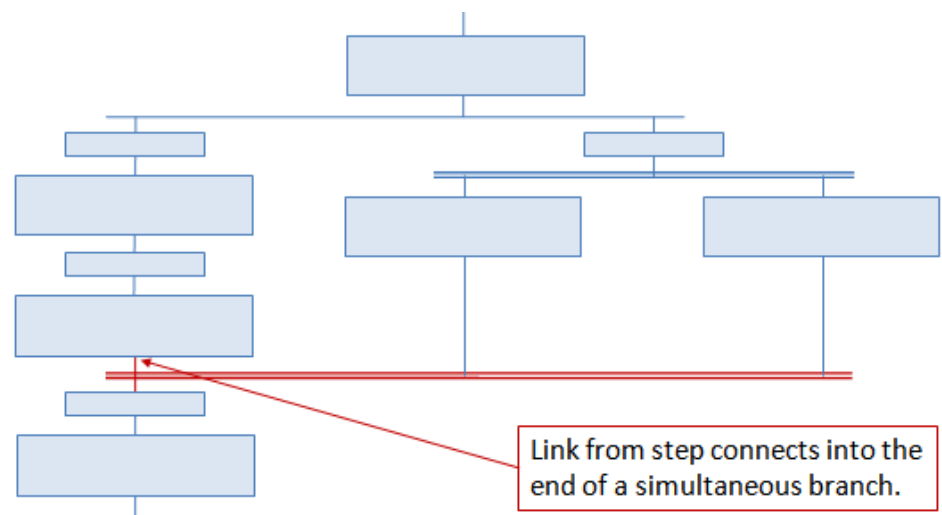 Link from step connects into the
end of a simultaneous branch.